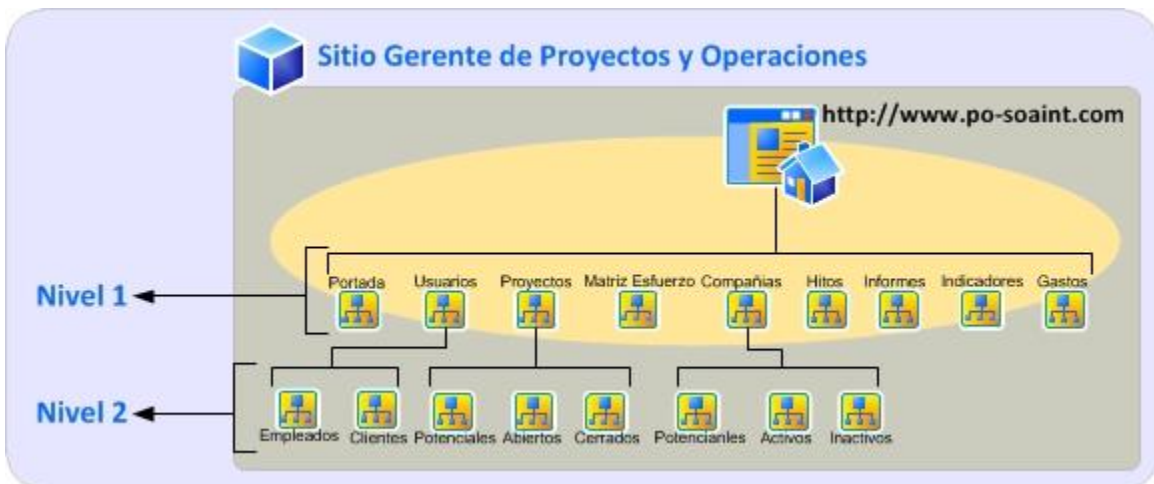 Sitio Gerente de Proyectos y Operaciones
http://www.po-soaint.com
Portada Usuarios Proyectos Matriz Esfuerzo Compañias Hitos Informes Indicadores Gastos
Nivel 1
Nivel 2
Empleados Clientes Potenciales Abiertos Cerrados Potencianles Activos Inactivos